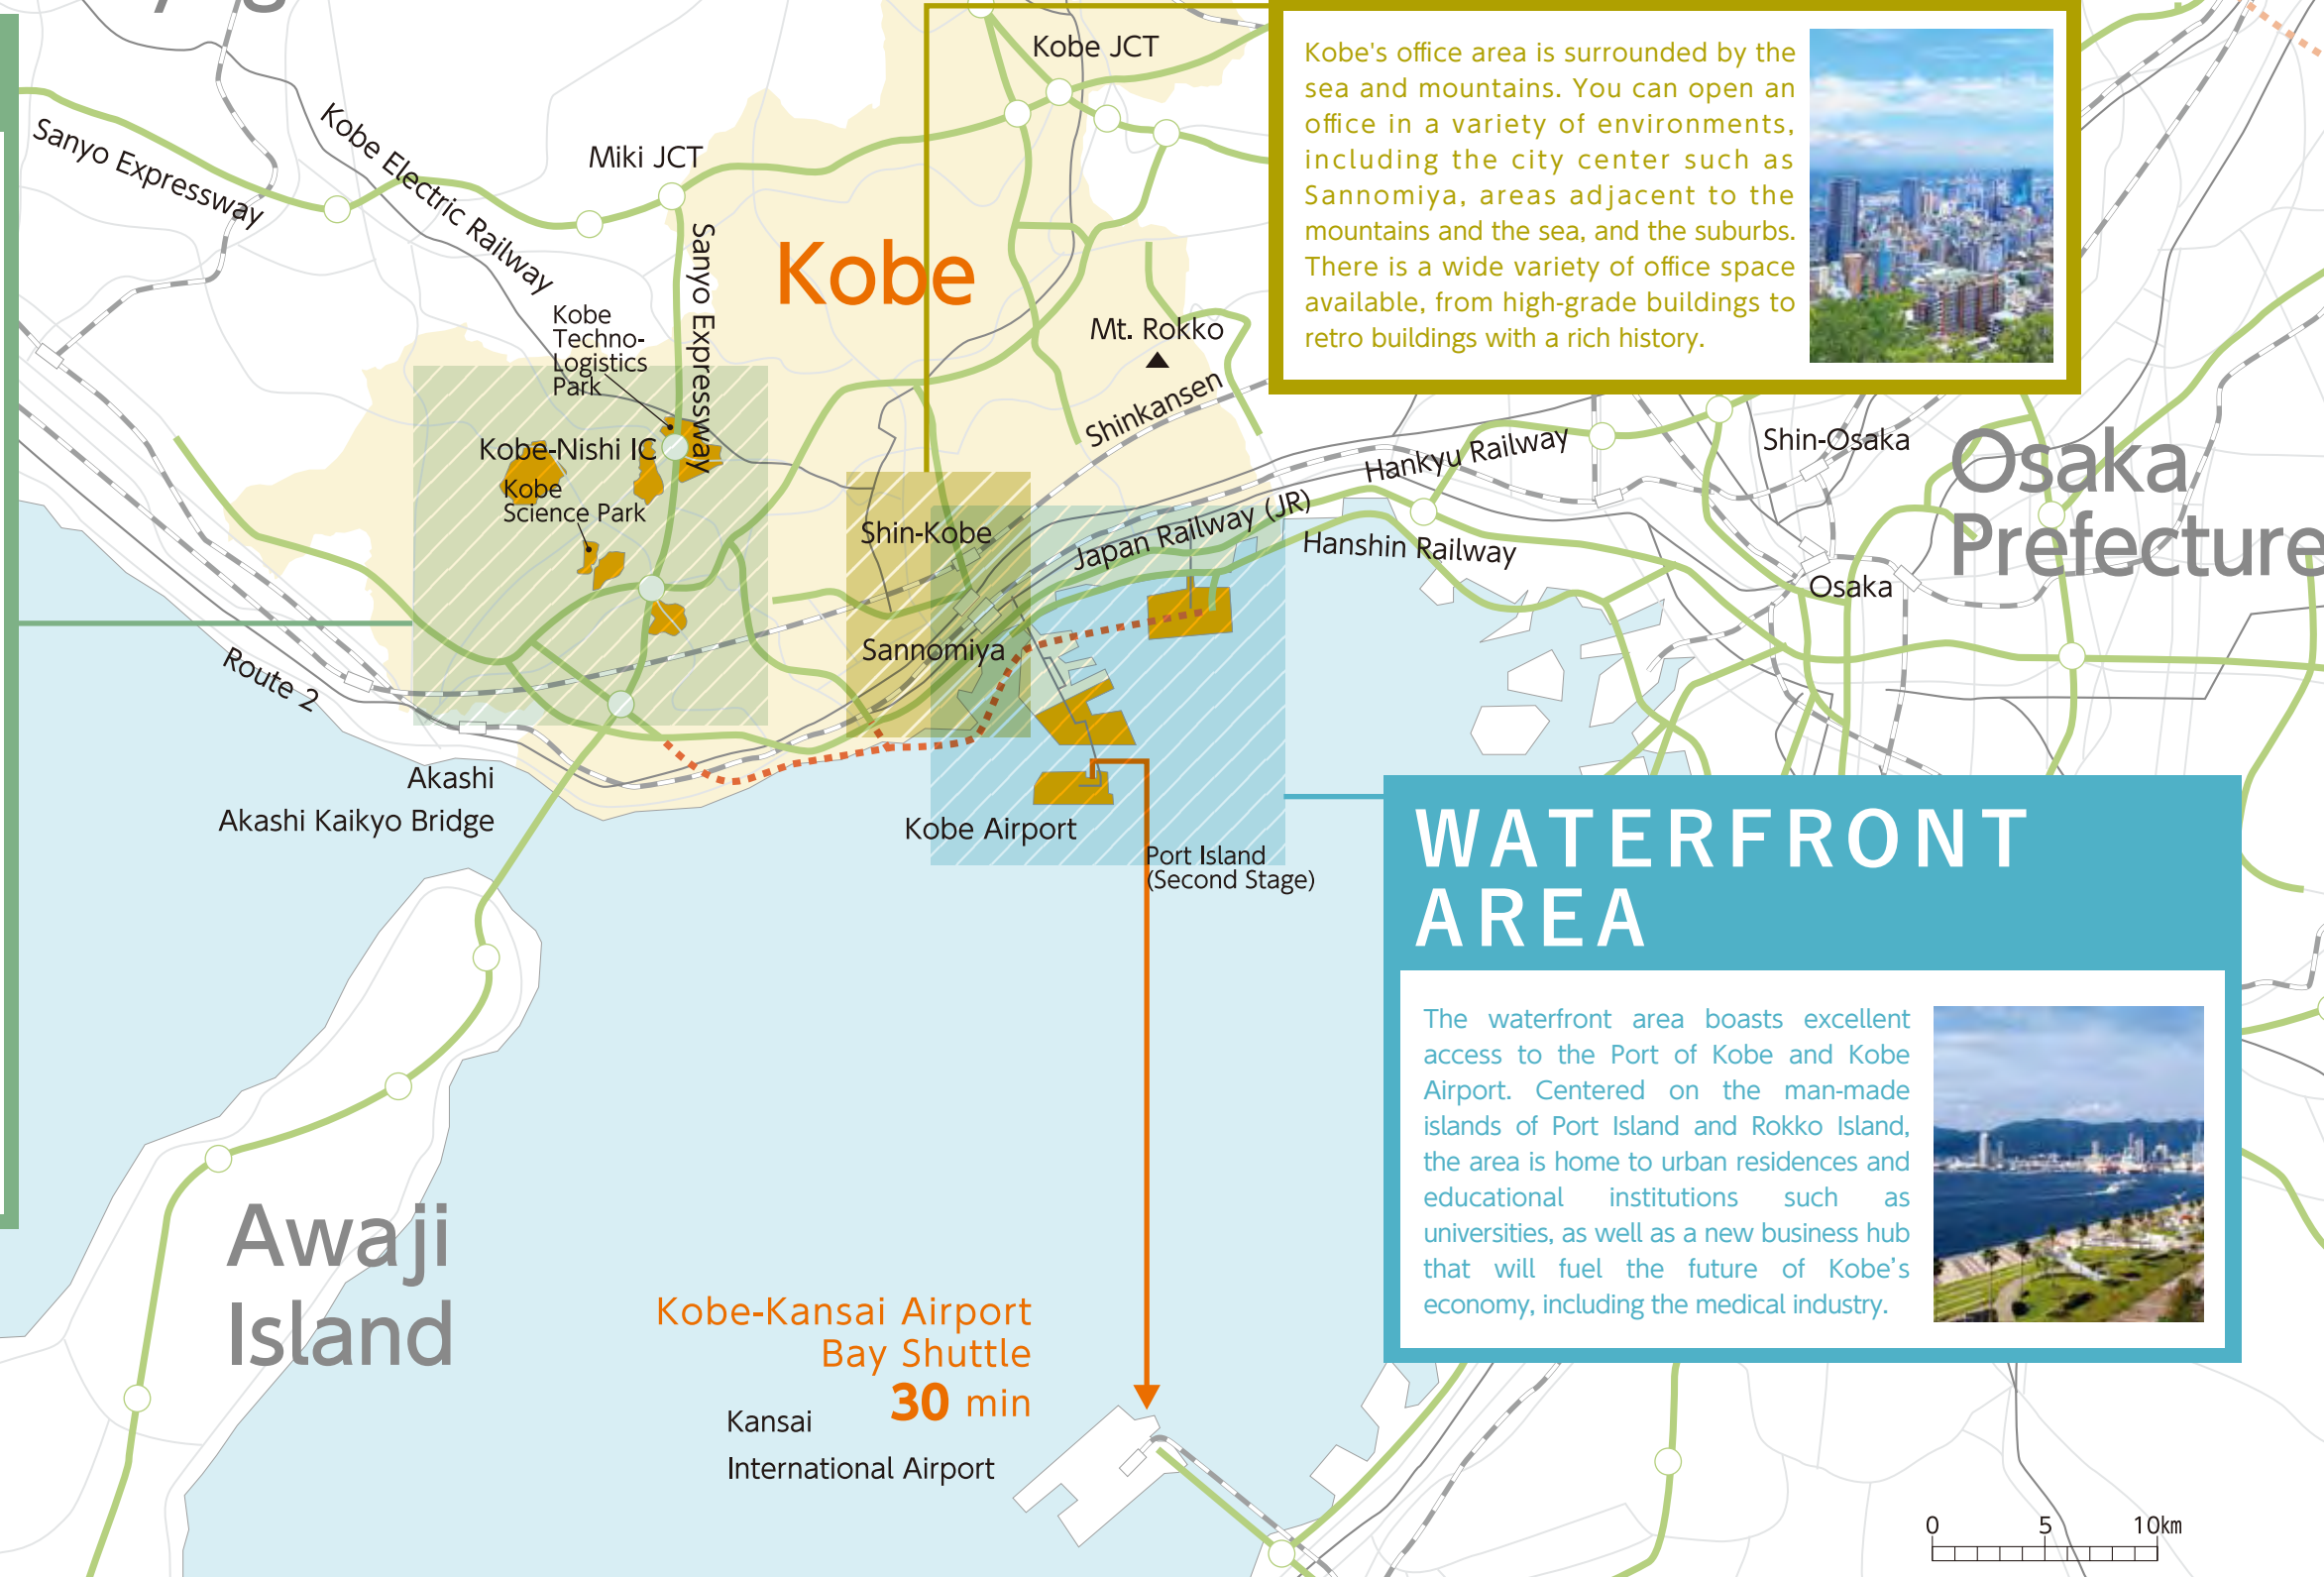 Kobe JCT
Kobe's office area is surrounded by the
sea and mountains. You can open an
office in a variety of environments,
including the city center such as
Sannomiya, areas adjacent to the
mountains and the sea, and the suburbs.
There is a wide variety of office space
available, from high-grade buildings to
retro buildings with a rich history.
Sanyo Expressway
Kobe Electric Railway
Miki JCT
Sanyo Expressway
Kobe
Kobe
Techno-
Logistics
Park
Mt. Rokko
Shinkansen
Kobe-Nishi IC
Kobe
Science Park
Hankyu Railway
Shin-Osaka
Osaka
Prefecture
Shin-Kobe
Japan Railway (JR)
Hanshin Railway
Osaka
Sannomiya
Route 2
Akashi
Akashi Kaikyo Bridge
Kobe Airport
Port Island
(Second Stage)
WATERFRONT
AREA
The waterfront area boasts excellent
access to the Port of Kobe and Kobe
Airport. Centered on the man-made
islands of Port Island and Rokko Island,
the area is home to urban residences and
educational institutions such as
universities, as well as a new business hub
that will fuel the future of Kobe's
economy, including the medical industry.
Awaji
Island
Kobe-Kansai Airport
Bay Shuttle
30 min
Kansai
International Airport
0 5 10km